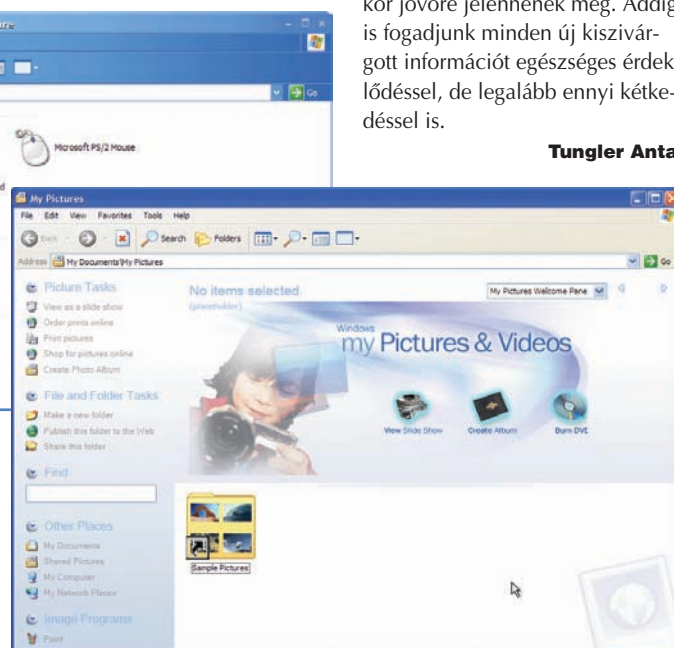 kor jövőre jelennének meg. Addig
is fogadjunk minden új kiszivár-
gott információt egészséges érdek
lődéssel, de legalább ennyi kétke-
déssel is.
Tungler Anta
Go
Microsoft PS/2 Mouse
My Pictures
File Edit View Favorites Tools Help
Back Search Folders
Address My Documents\My Pictures Go
Picture Tasks
View as a slide show
Order prints online
Print pictures
Shop for pictures online
Create Photo Album
File and Folder Tasks
Make a new folder
Publish this folder to the Web
Share this folder
Find
Other Places
My Documents
Shared Pictures
My Computer
My Network Places
Image Programs
Paint
No items selected
(placeholder)
My Pictures Welcome Pane
Windows
my Pictures & Videos
View Slide Show Create Album Burn DVD
Sample Pictures